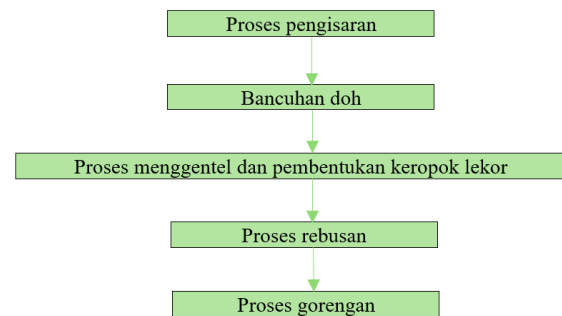 Proses pengisaran
Bancuhan doh
Proses menggentel dan pembentukan keropok lekor
Proses rebusan
Proses gorengan